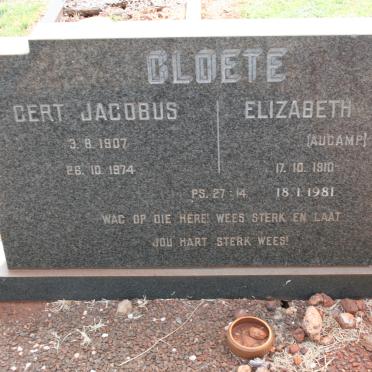 CLOETE
GERT JACOBUS
3.8.1907
26.10.1974
ELIZABETH
(AUCAMP)
17.10.1910-
18.1.1981
PS. 27:14
WAG OP DIE HERE! WEES STERK EN LAAT
JOU HART STERK WEES!